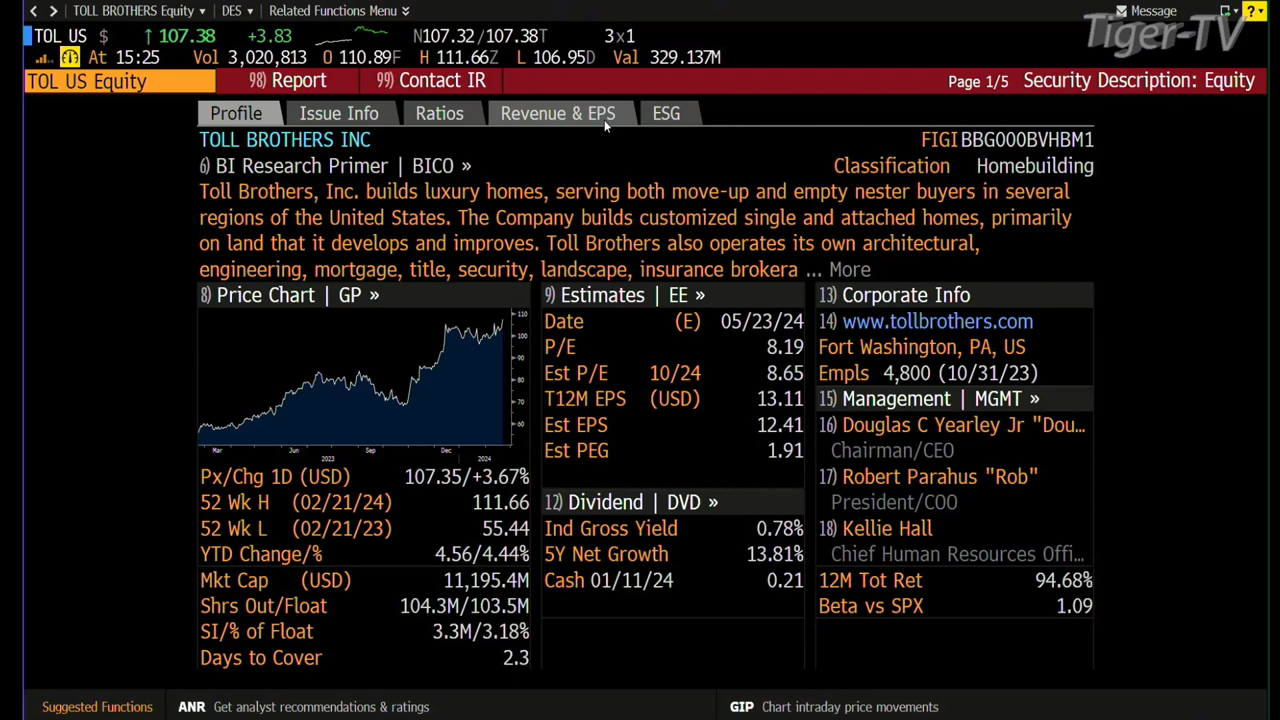 TOLL BROTHERS Equity DES Related Functions Menu Message
Tiger-TV
TOL US $ ↑ 107.38 +3.83 N107.32/107.38T 3x1
At 15:25 Vol 3,020,813 O 110.89F H 111.66Z L 106.95D Val 329.137M
TOL US Equity 98) Report 99) Contact IR Page 1/5 Security Description: Equity
Profile Issue Info Ratios Revenue & EPS ESG
TOLL BROTHERS INC FIGI BBG000BVHBM1
6) BI Research Primer | BICO » Classification Homebuilding
Toll Brothers, Inc. builds luxury homes, serving both move-up and empty nester buyers in several
regions of the United States. The Company builds customized single and attached homes, primarily
on land that it develops and improves. Toll Brothers also operates its own architectural,
engineering, mortgage, title, security, landscape, insurance brokera ... More
8) Price Chart | GP »
110
100
90
80
70
60
Mar Jun Sep Dec
2023 2024
Px/Chg 1D (USD) 107.35/+3.67%
52 Wk H (02/21/24) 111.66
52 Wk L (02/21/23) 55.44
YTD Change/% 4.56/4.44%
Mkt Cap (USD) 11,195.4M
Shrs Out/Float 104.3M/103.5M
SI/% of Float 3.3M/3.18%
Days to Cover 2.3
9) Estimates | EE »
Date (E) 05/23/24
P/E 8.19
Est P/E 10/24 8.65
T12M EPS (USD) 13.11
Est EPS 12.41
Est PEG 1.91
12) Dividend | DVD »
Ind Gross Yield 0.78%
5Y Net Growth 13.81%
Cash 01/11/24 0.21
13) Corporate Info
14) www.tollbrothers.com
Fort Washington, PA, US
Empls 4,800 (10/31/23)
15) Management | MGMT »
16) Douglas C Yearley Jr "Dou...
Chairman/CEO
17) Robert Parahus "Rob"
President/COO
18) Kellie Hall
Chief Human Resources Offi...
12M Tot Ret 94.68%
Beta vs SPX 1.09
Suggested Functions ANR Get analyst recommendations & ratings GIP Chart intraday price movements